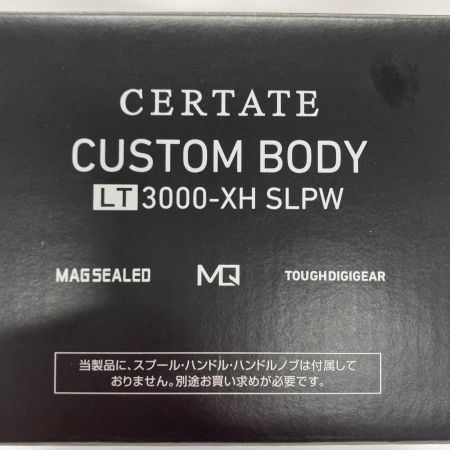 CERTATE
CUSTOM BODY
LT 3000-XH SLPW
MAGSEALED MQ TOUGHDIGIGEAR
当製品に、スプール・ハンドル・ハンドルノブは付属して
おりません。別途お買い求めが必要です。